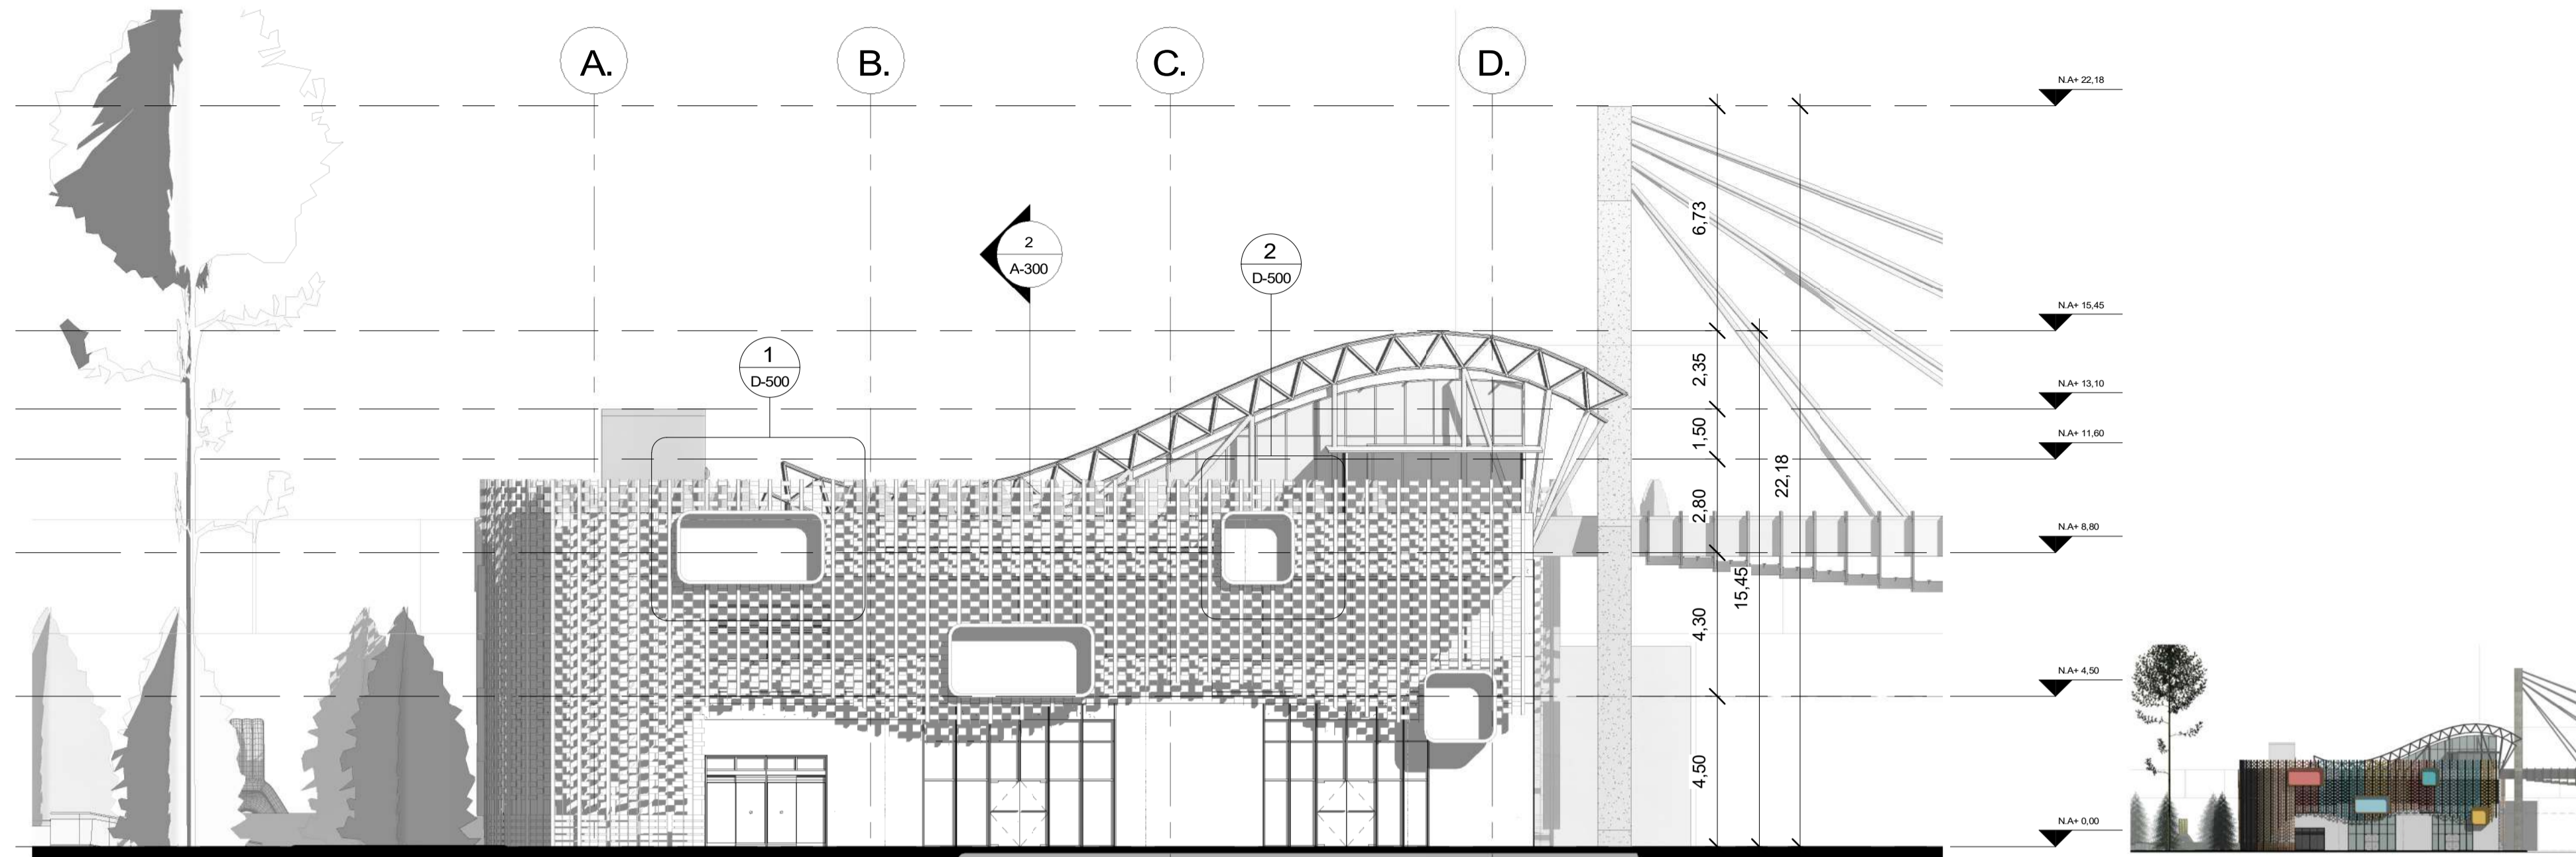 A.
B.
C.
D.
N.A+ 22,18
2
A-300
2
D-500
6,73
N.A+ 15,45
1
D-500
2,35
N.A+ 13,10
1,50
N.A+ 11,60
22,18
2,80
N.A+ 8,80
15,45
4,30
N.A+ 4,50
4,50
N.A+ 0,00